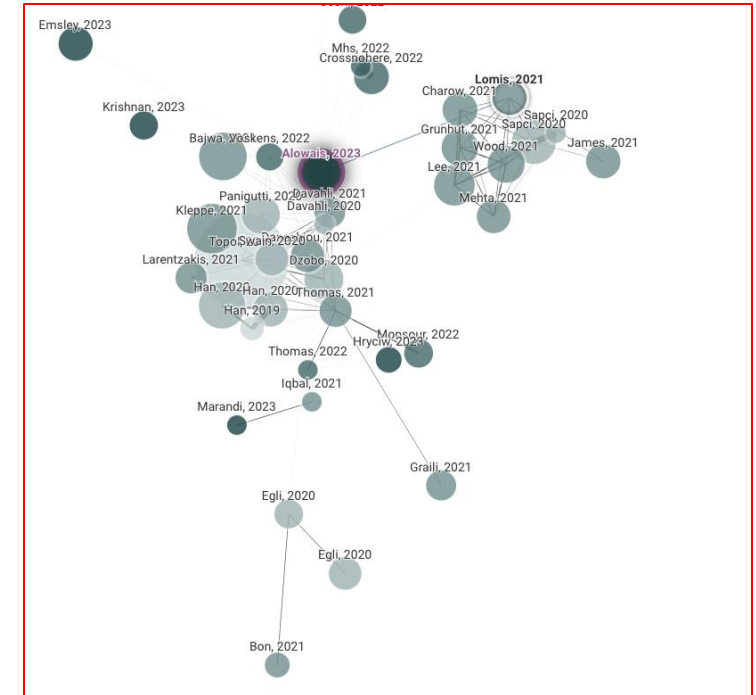 2022
Emsley, 2023
Mhs, 2022
Crossnohere, 2022
Lomis, 2021
Charow, 2021
Krishnan, 2023
Sapci, 2020
Sapci, 2020
Grunhut, 2021
Bajwa, 2021
Voskens, 2022
Wood, 2021
James, 2021
Alowais, 2023
Lee, 2021
Panigutti, 2020
Davahli, 2021
Mehta, 2021
Davahli, 2020
Kleppe, 2021
Swain, 2020
2021
Larentzakis, 2021
Dzobo, 2020
Han, 2020
Han, 2020
Thomas, 2021
Han, 2019
Monsour, 2022
Hryciw, 2023
Thomas, 2022
Iqbal, 2021
Marandi, 2023
Graili, 2021
Egli, 2020
Egli, 2020
Bon, 2021